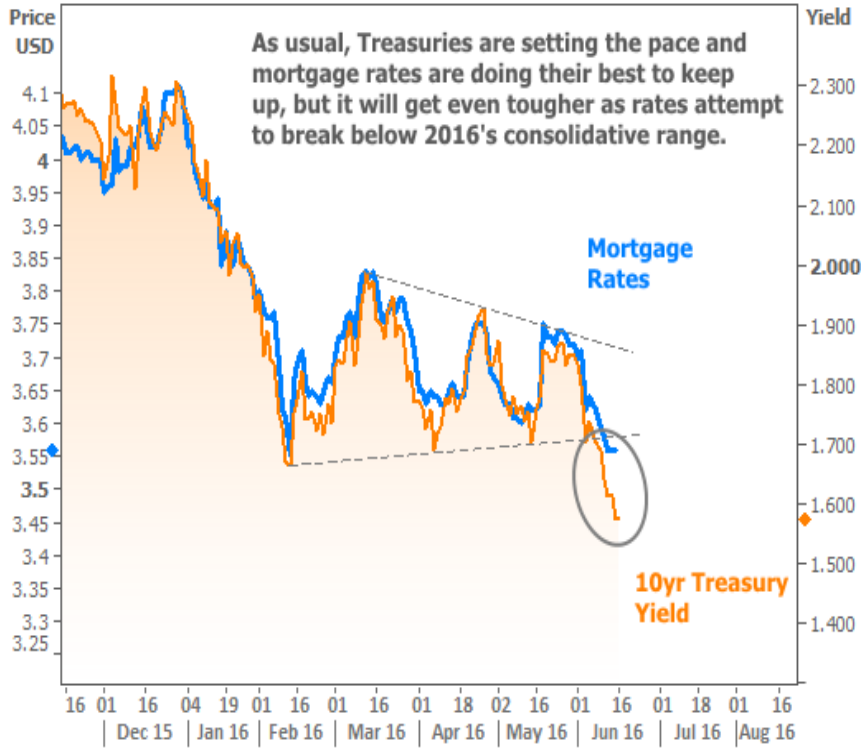 Price
USD
Yield
As usual, Treasuries are setting the pace and
mortgage rates are doing their best to keep
up, but it will get even tougher as rates attempt
to break below 2016's consolidative range.
4.1
4.05
4
3.95
3.9
3.85
3.8
3.75
3.7
3.65
3.6
3.55
3.5
3.45
3.4
3.35
3.3
3.25
2.300
2.200
2.100
2.000
1.900
1.800
1.700
1.600
1.500
1.400
Mortgage
Rates
10yr Treasury
Yield
16 01 16 04 19 01 16 01 16 01 18 02 16 01 16 01 18 01 16
Dec 15 Jan 16 Feb 16 Mar 16 Apr 16 May 16 Jun 16 Jul 16 Aug 16